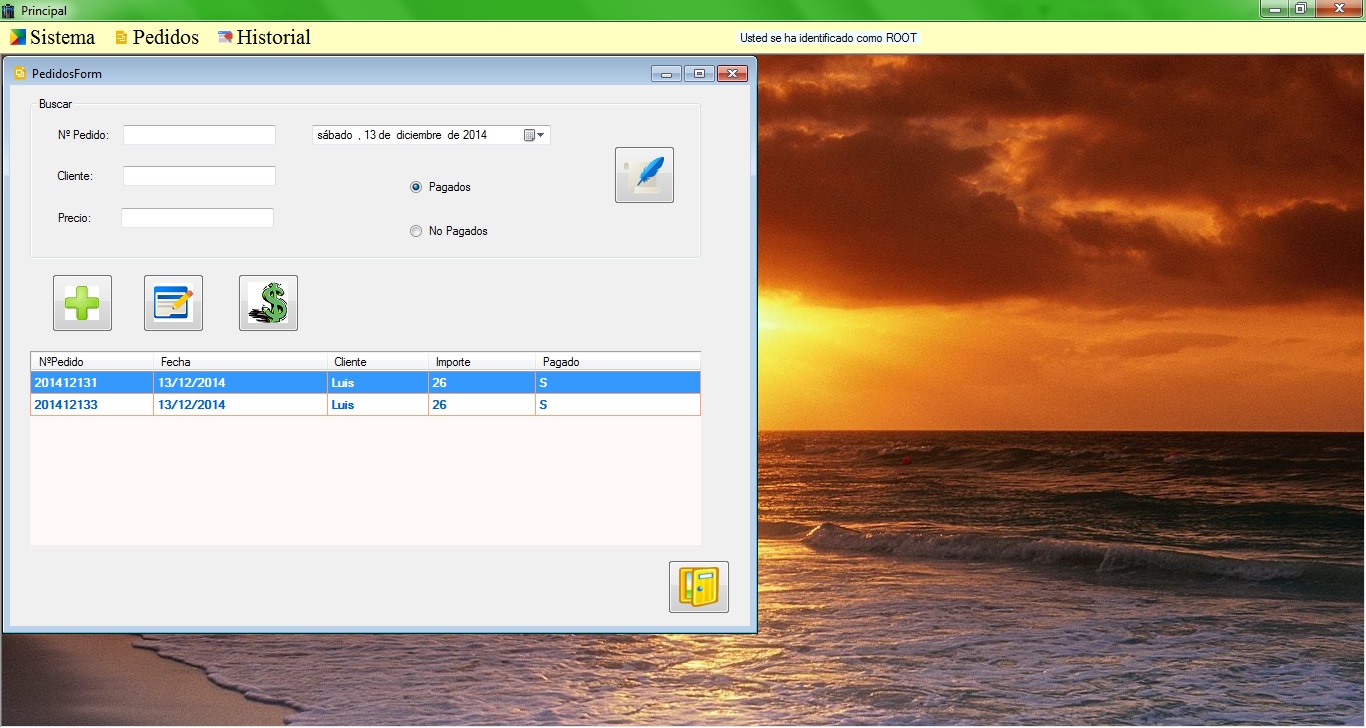 Principal
Sistema Pedidos Historial Usted se ha identificado como ROOT
PedidosForm
Buscar
Nº Pedido: sábado , 13 de diciembre de 2014
Cliente: Pagados
Precio: No Pagados
NºPedido Fecha Cliente Importe Pagado
201412131 13/12/2014 Luis 26 S
201412133 13/12/2014 Luis 26 S